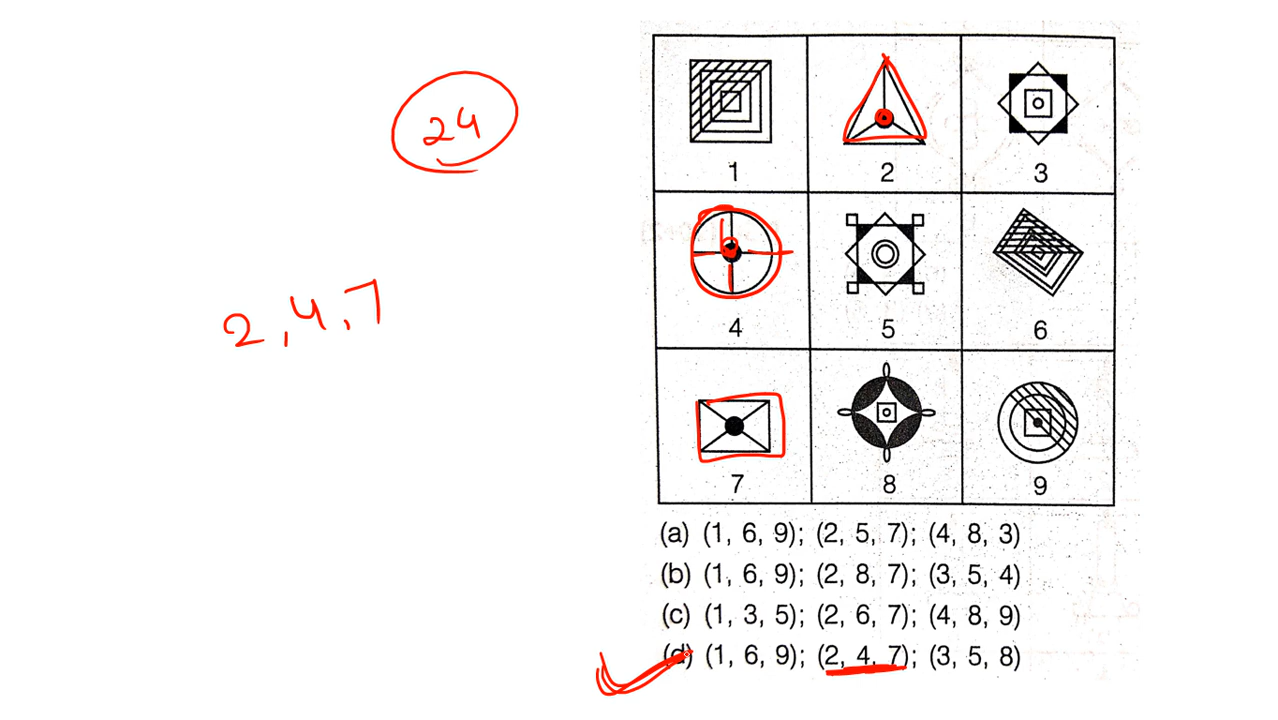 24
2, 4, 7
1 2 3
4 5 6
7 8 9
(a) (1, 6, 9); (2, 5, 7); (4, 8, 3)
(b) (1, 6, 9); (2, 8, 7); (3, 5, 4)
(c) (1, 3, 5); (2, 6, 7); (4, 8, 9)
(d) (1, 6, 9); (2, 4, 7); (3, 5, 8)